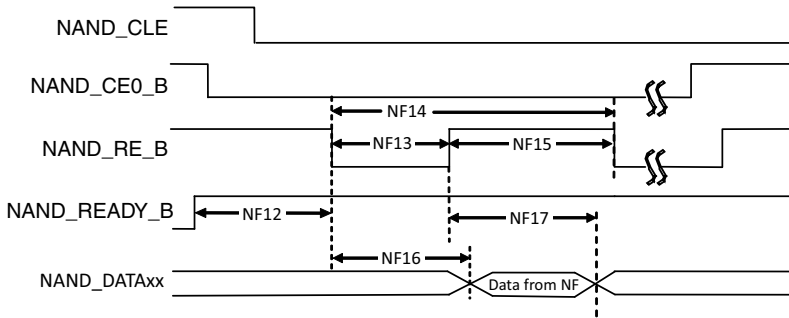 NAND_CLE
NAND_CE0_B
NF14
NAND_RE_B
NF13
NF15
NAND_READY_B
NF12
NF17
NF16
NAND_DATAxx
Data from NF